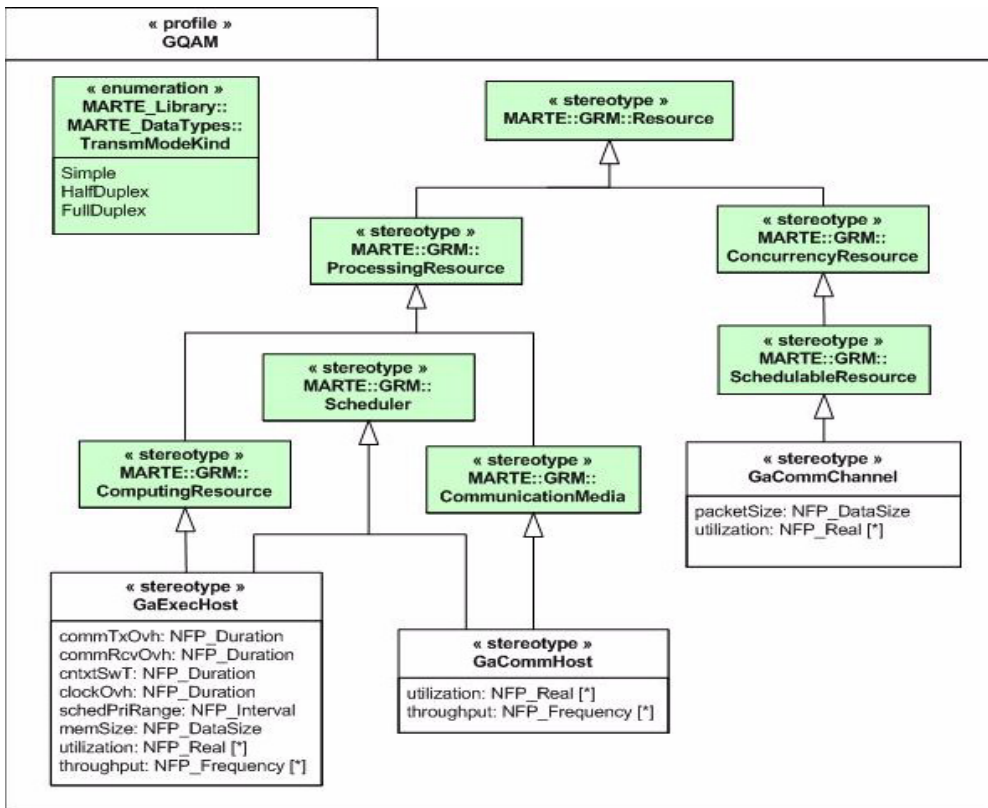 « profile »
GQAM
« enumeration »
MARTE_Library::
MARTE_DataTypes::
TransmModeKind
Simple
HalfDuplex
FullDuplex
« stereotype »
MARTE::GRM::Resource
« stereotype »
MARTE::GRM::
ProcessingResource
« stereotype »
MARTE::GRM::
ConcurrencyResource
« stereotype »
MARTE::GRM::
Scheduler
« stereotype »
MARTE::GRM::
SchedulableResource
« stereotype »
MARTE::GRM::
ComputingResource
« stereotype »
MARTE::GRM::
CommunicationMedia
« stereotype »
GaCommChannel
packetSize: NFP_DataSize
utilization: NFP_Real [*]
« stereotype »
GaExecHost
commTxOvh: NFP_Duration
commRcvOvh: NFP_Duration
cntxtSwT: NFP_Duration
clockOvh: NFP_Duration
schedPriRange: NFP_Interval
memSize: NFP_DataSize
utilization: NFP_Real [*]
throughput: NFP_Frequency [*]
« stereotype »
GaCommHost
utilization: NFP_Real [*]
throughput: NFP_Frequency [*]